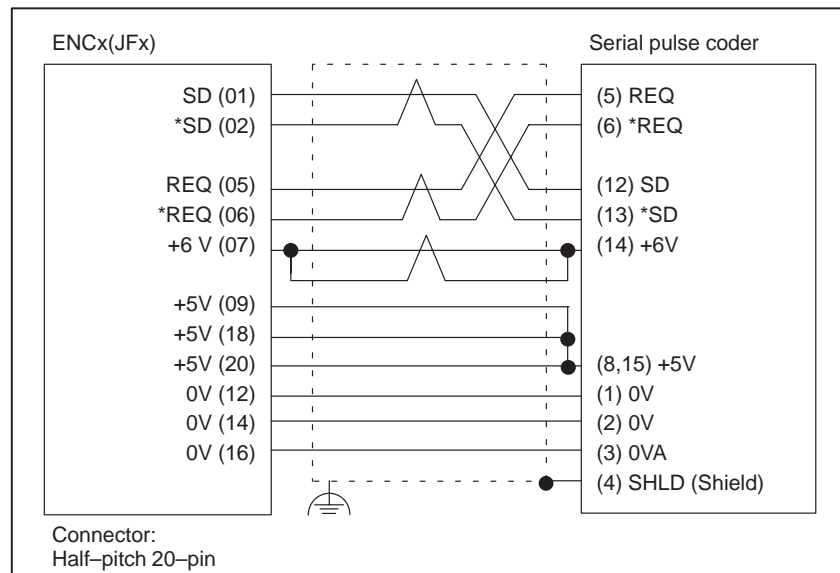 ENCx(JFx)
Serial pulse coder
SD (01)
*SD (02)
REQ (05)
*REQ (06)
+6 V (07)
+5V (09)
+5V (18)
+5V (20)
0V (12)
0V (14)
0V (16)
(5) REQ
(6) *REQ
(12) SD
(13) *SD
(14) +6V
(8,15) +5V
(1) 0V
(2) 0V
(3) 0VA
(4) SHLD (Shield)
Connector:
Half–pitch 20–pin